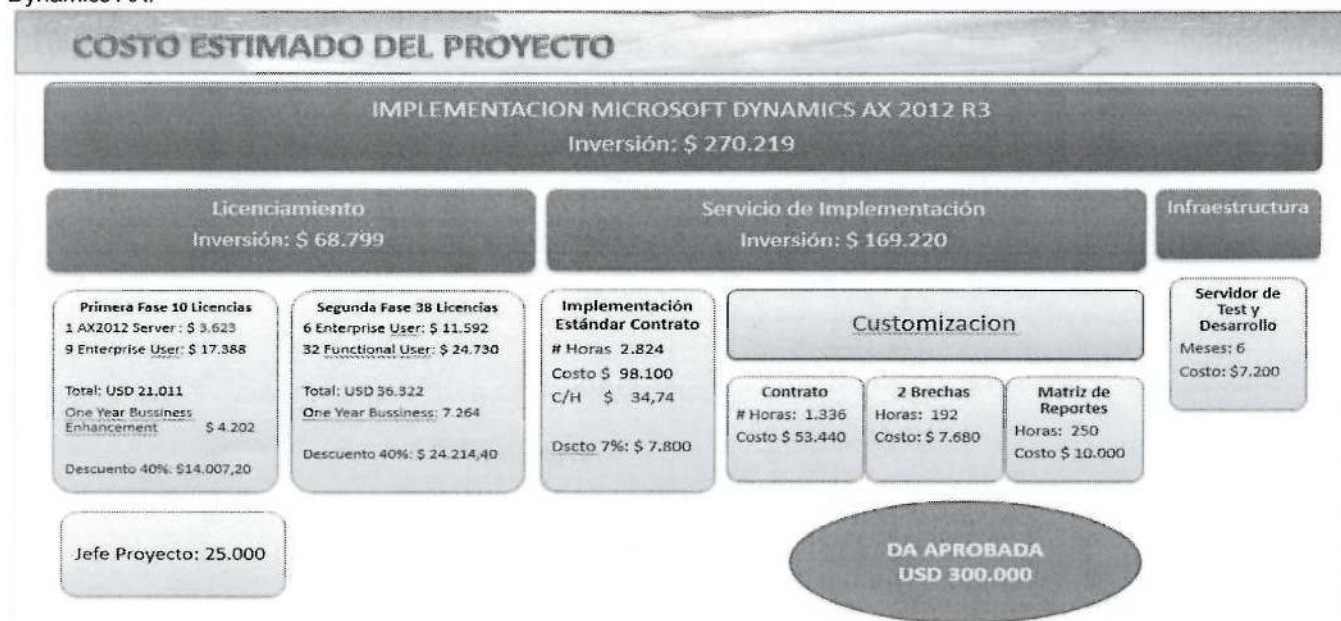 Dynamics AX.
COSTO ESTIMADO DEL PROYECTO
IMPLEMENTACION MICROSOFT DYNAMICS AX 2012 R3
Inversión: $ 270.219
Licenciamiento
Inversión: $ 68.799
Servicio de Implementación
Inversión: $ 169.220
Infraestructura
Primera Fase 10 Licencias
1 AX2012 Server : $ 3.623
9 Enterprise User: $ 17.388
Total: USD 21.011
One Year Bussiness
Enhancement $ 4.202
Descuento 40%: $14.007,20
Segunda Fase 38 Licencias
6 Enterprise User: $ 11.592
32 Functional User: $ 24.730
Total: USD 36.322
One Year Bussiness: 7.264
Descuento 40%: $ 24.214,40
Implementación
Estándar Contrato
# Horas 2.824
Costo $ 98.100
C/H $ 34,74
Dscto 7%: $ 7.800
Customizacion
Contrato
# Horas: 1.336
Costo $ 53.440
2 Brechas
Horas: 192
Costo: $ 7.680
Matriz de
Reportes
Horas: 250
Costo $ 10.000
Servidor de
Test y
Desarrollo
Meses: 6
Costo: $7.200
Jefe Proyecto: 25.000
DA APROBADA
USD 300.000